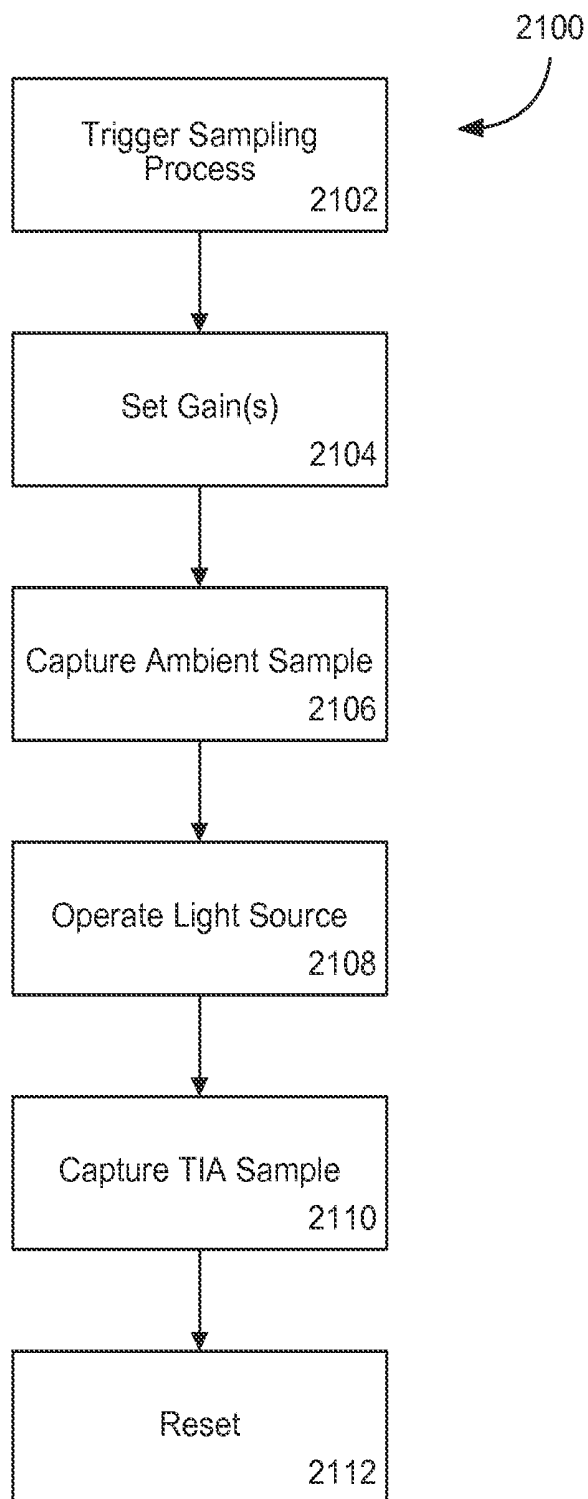 2100
Trigger Sampling
Process
2102
Set Gain(s)
2104
Capture Ambient Sample
2106
Operate Light Source
2108
Capture TIA Sample
2110
Reset
2112